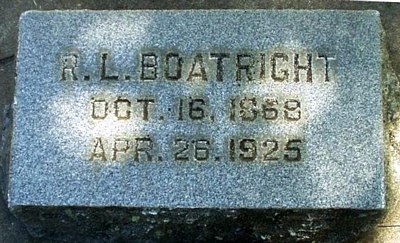 R.L.BOATRIGHT
OCT. 16, 1868
APR. 26, 1925